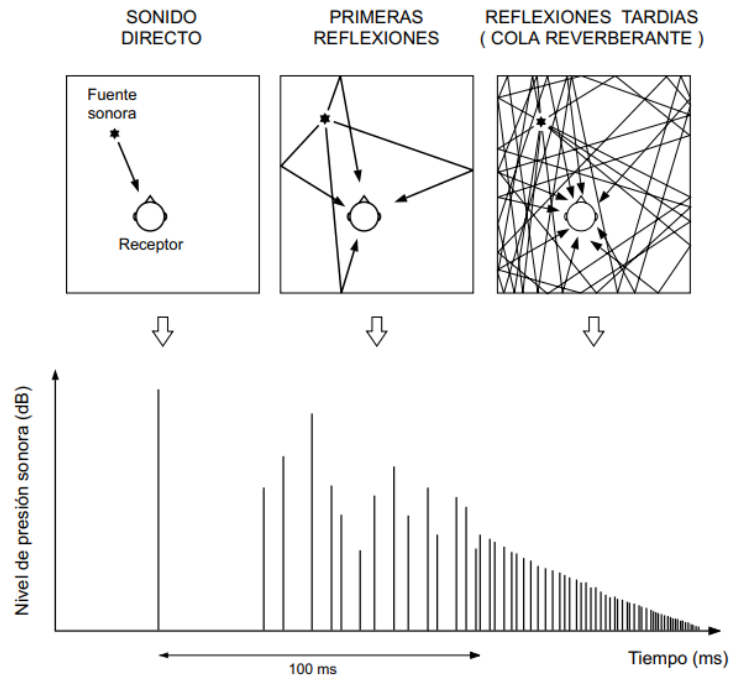 SONIDO
DIRECTO
PRIMERAS
REFLEXIONES
REFLEXIONES TARDIAS
( COLA REVERBERANTE )
Fuente
sonora
Receptor
Nivel de presión sonora (dB)
100 ms
Tiempo (ms)